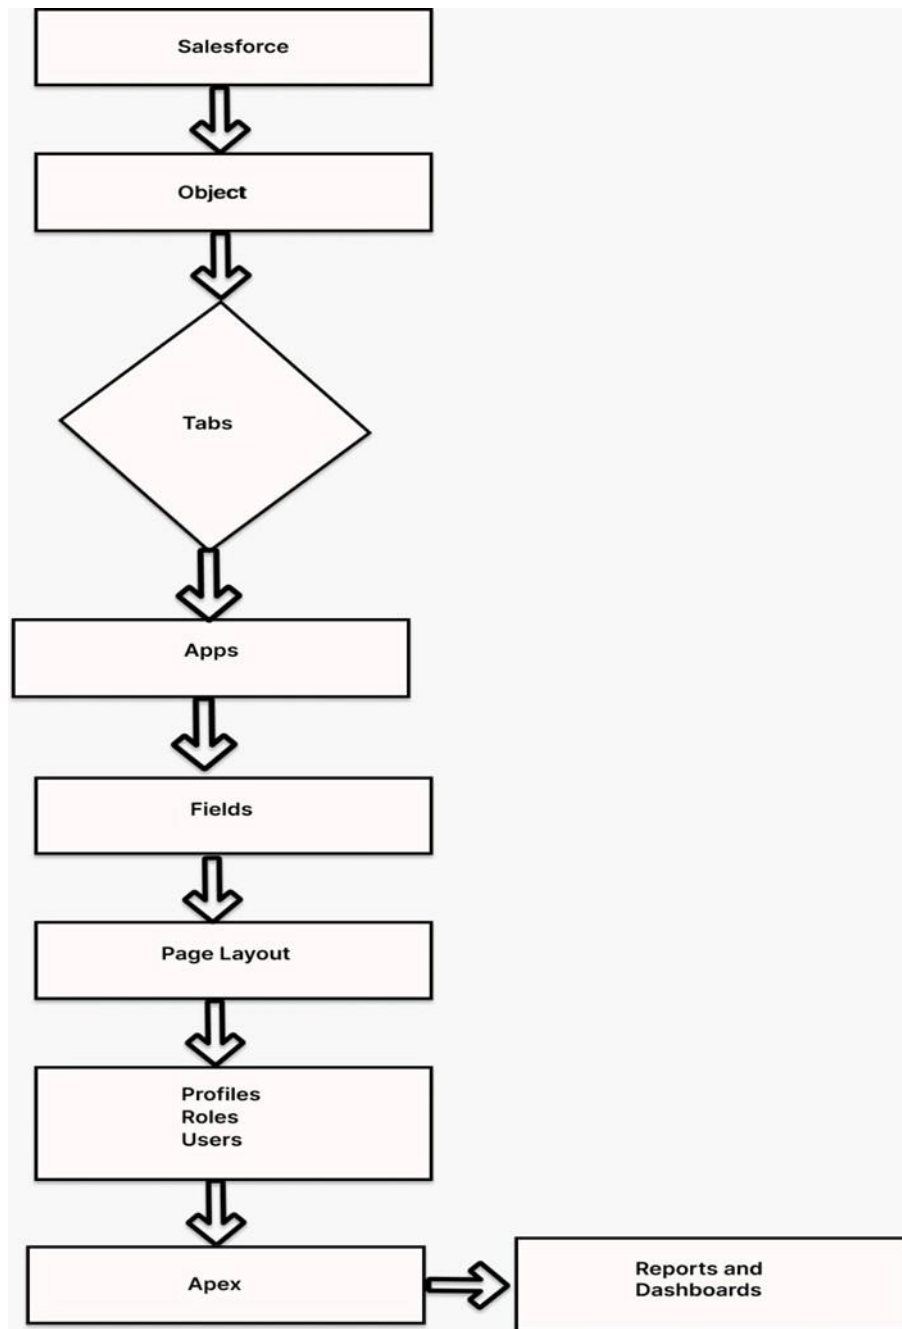 Salesforce
Object
Tabs
Apps
Fields
Page Layout
Profiles
Roles
Users
Apex
Reports and
Dashboards